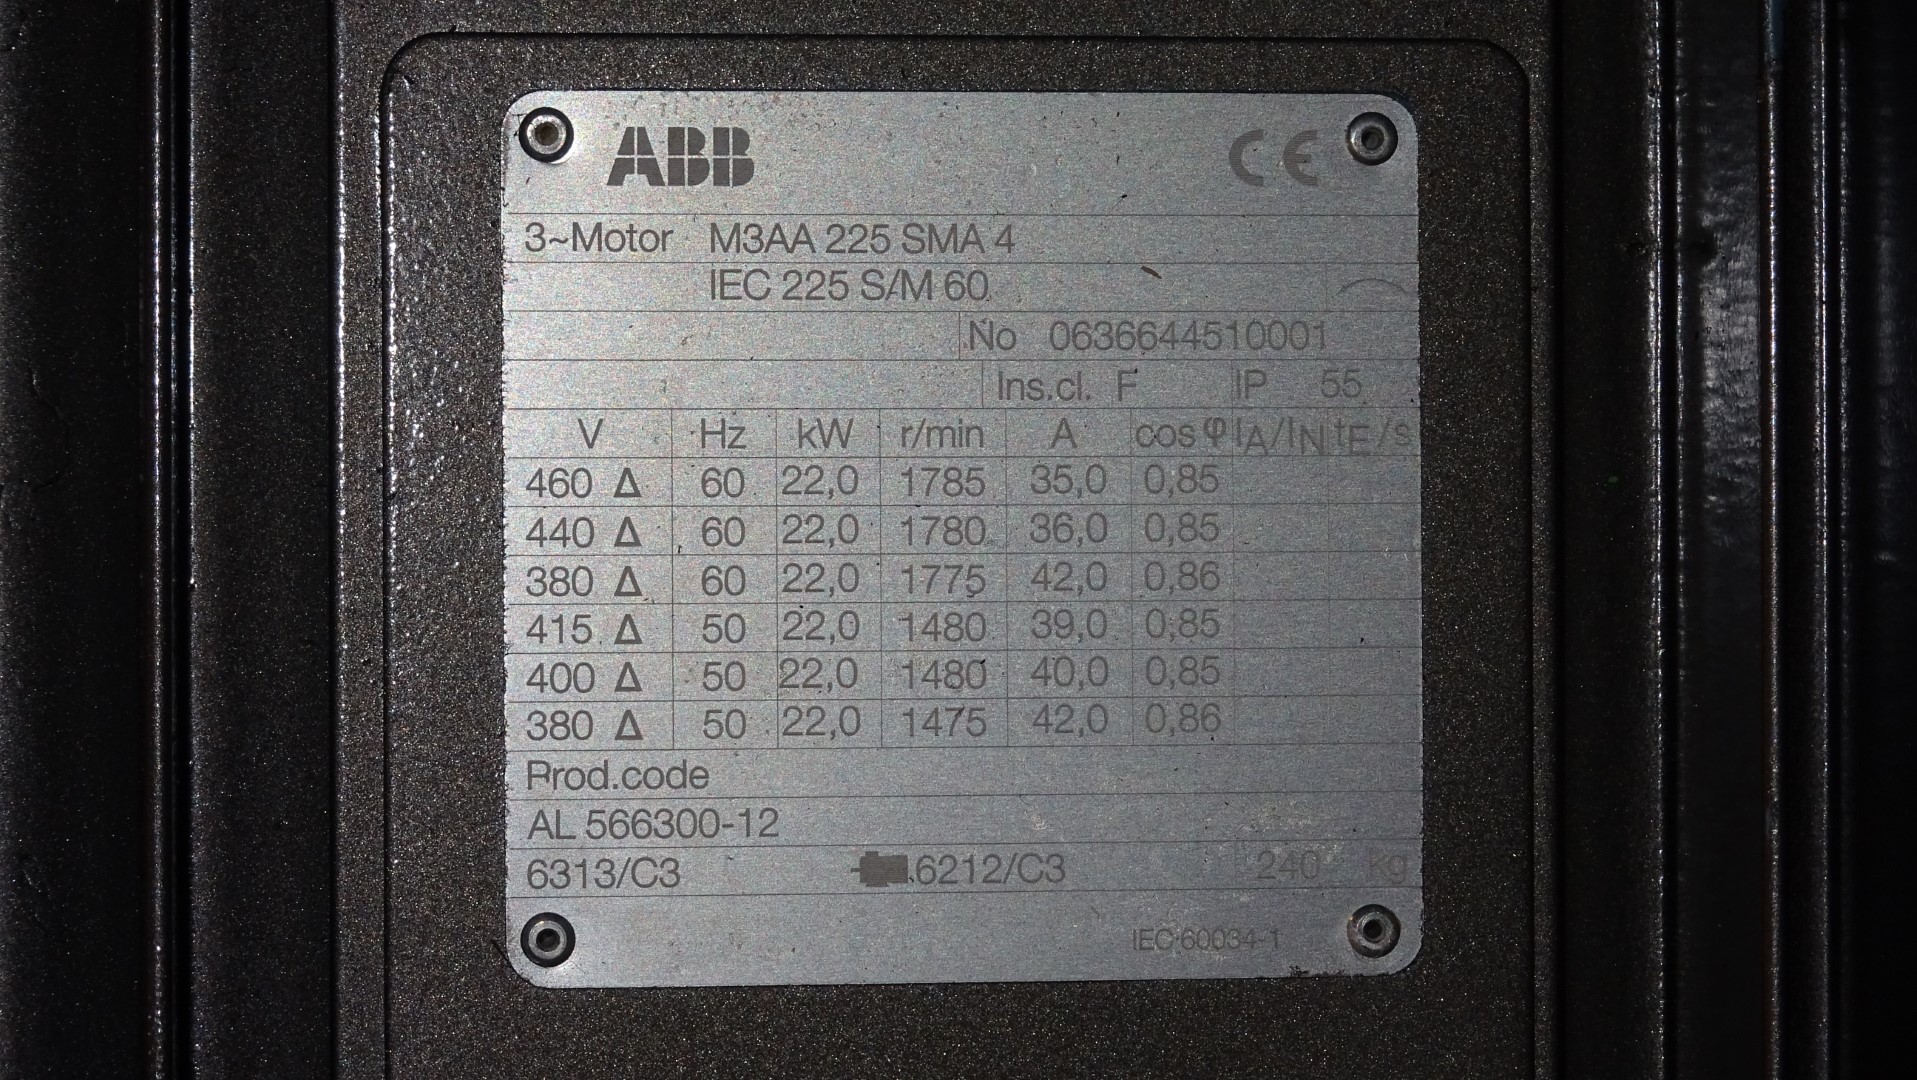 ABB CE
3~Motor M3AA 225 SMA 4
IEC 225 S/M 60
No 0636644510001
Ins.cl. F IP 55
V Hz kW r/min A cos φ IA/IN tE/s
460 Δ 60 22,0 1785 35,0 0,85
440 Δ 60 22,0 1780 36,0 0,85
380 Δ 60 22,0 1775 42,0 0,86
415 Δ 50 22,0 1480 39,0 0,85
400 Δ 50 22,0 1480 40,0 0,85
380 Δ 50 22,0 1475 42,0 0,86
Prod.code
AL 566300-12
6313/C3 6212/C3 240 kg
IEC 60034-1